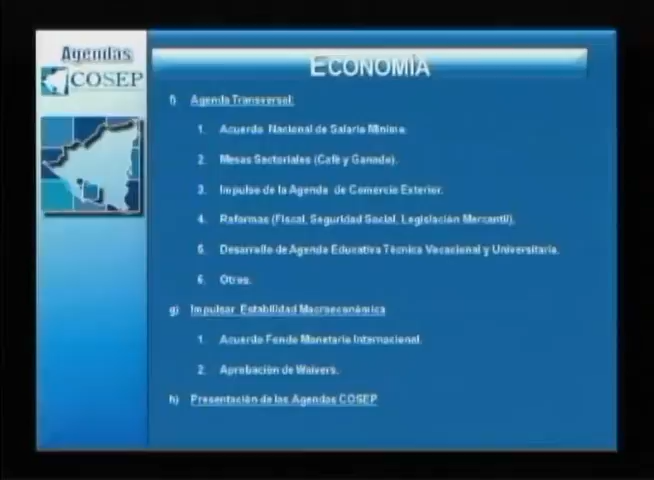 Agendas
COSEP
ECONOMÍA
f) Agenda Transversal:
1. Acuerdo Nacional de Salario Mínimo.
2. Mesas Sectoriales (Café y Ganado).
3. Impulso de la Agenda de Comercio Exterior.
4. Reformas (Fiscal, Seguridad Social, Legislación Mercantil).
5. Desarrollo de Agenda Educativa Técnica Vocacional y Universitaria.
6. Otros.
g) Impulsar Estabilidad Macroeconómica
1. Acuerdo Fondo Monetario Internacional.
2. Aprobación de Waivers.
h) Presentación de las Agendas COSEP